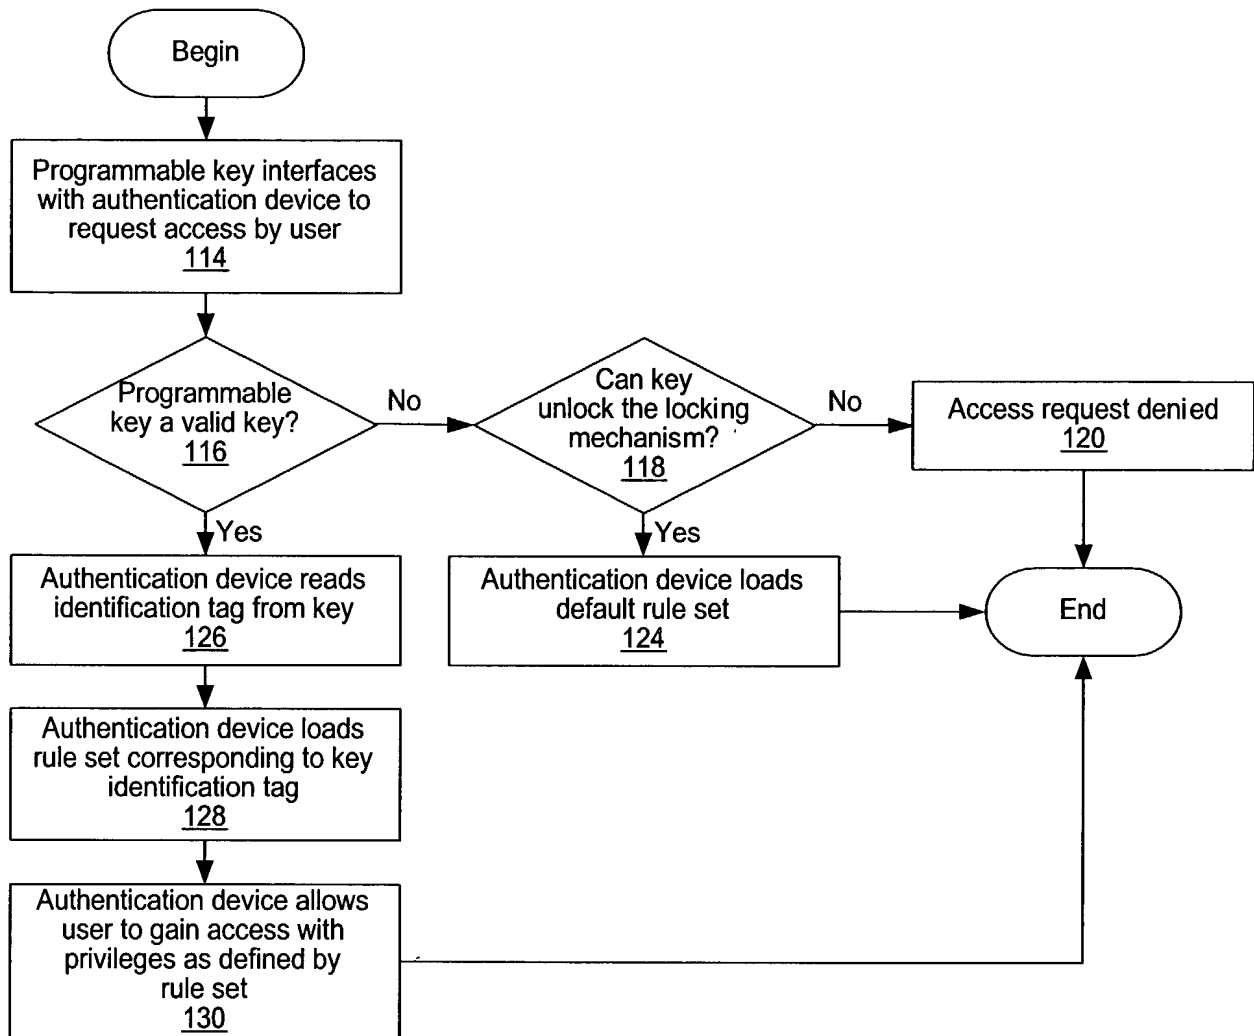 Begin
Programmable key interfaces
with authentication device to
request access by user
114
Programmable
key a valid key?
116
No
Can key
unlock the locking
mechanism?
118
No
Access request denied
120
Yes
Authentication device reads
identification tag from key
126
Yes
Authentication device loads
default rule set
124
End
Authentication device loads
rule set corresponding to key
identification tag
128
Authentication device allows
user to gain access with
privileges as defined by
rule set
130